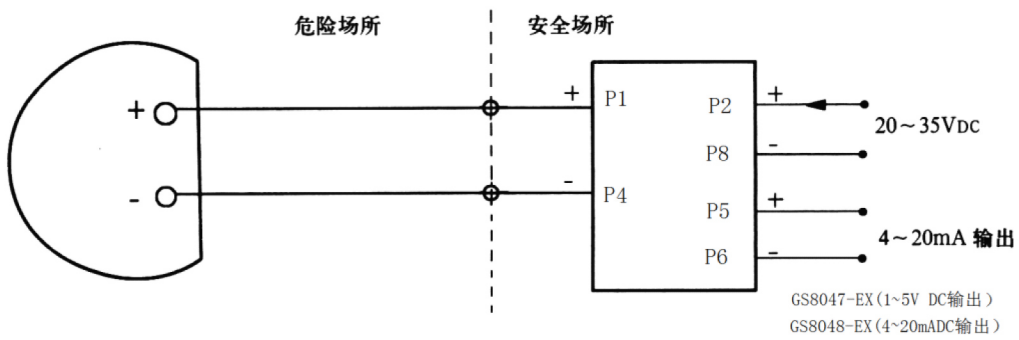 危险场所 安全场所
+ + P1 P2 +
20～35VDC
P8 -
- - P4 P5 +
4～20mA 输出
P6 -
GS8047-EX(1~5V DC输出)
GS8048-EX(4~20mADC输出)